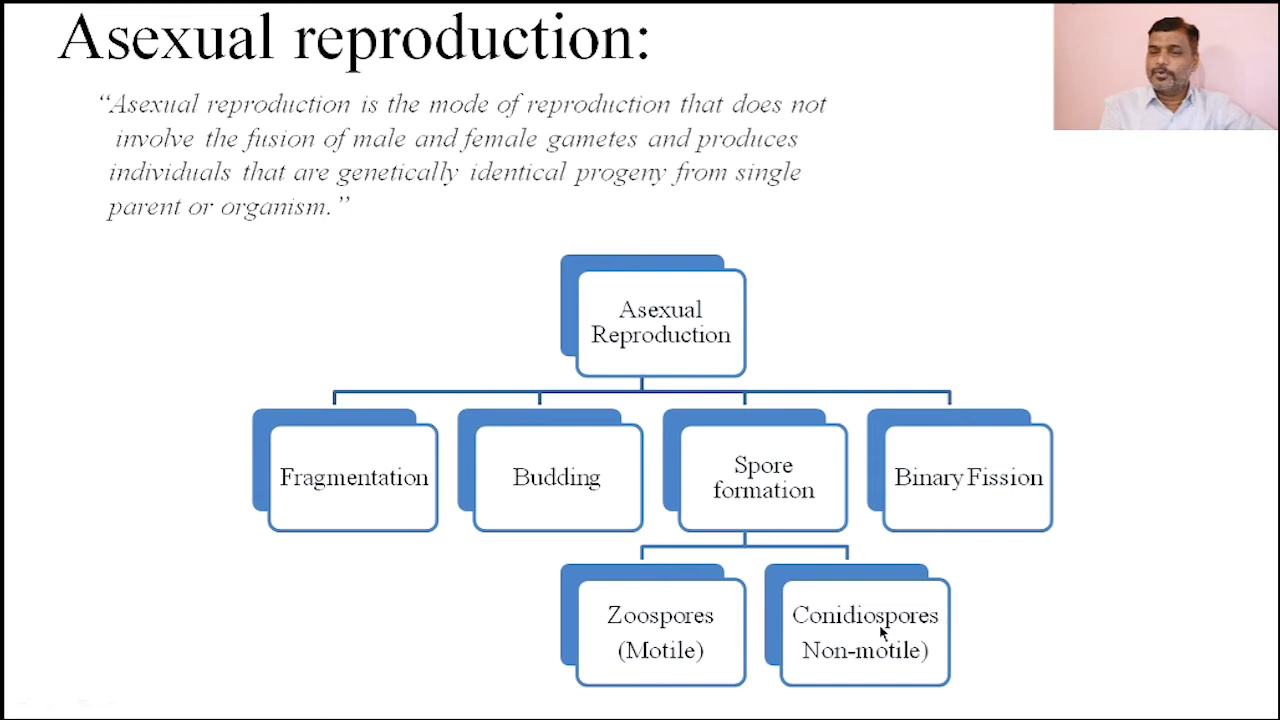 Asexual reproduction:
“Asexual reproduction is the mode of reproduction that does not
involve the fusion of male and female gametes and produces
individuals that are genetically identical progeny from single
parent or organism.”
Asexual
Reproduction
Fragmentation
Budding
Spore
formation
Binary Fission
Zoospores
(Motile)
Conidiospores
Non-motile)